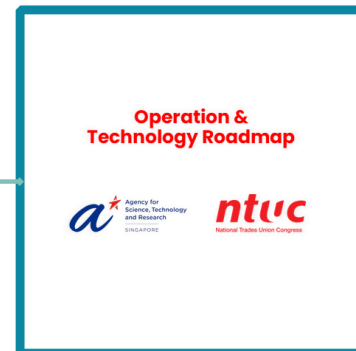 Operation &
Technology Roadmap
Agency for
Science, Technology
and Research
SINGAPORE
ntuc
National Trades Union Congress